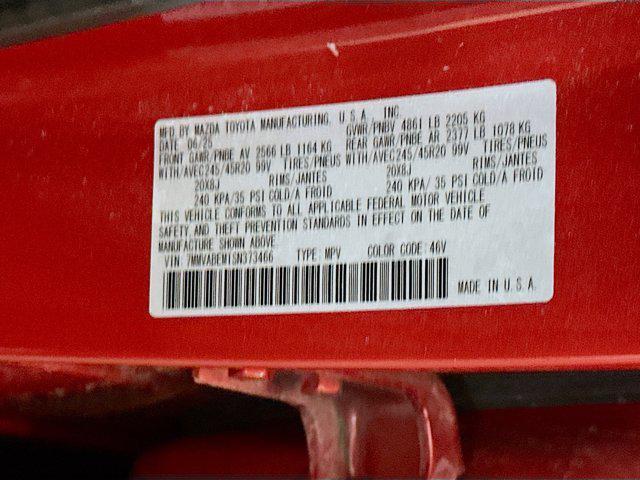 MFD BY MAZDA TOYOTA MANUFACTURING, U.S.A., INC.
DATE 06/25 GVWR/PNBV 4861 LB 2205 KG
FRONT GAWR/PNBE AV 2566 LB 1164 KG REAR GAWR/PNBE AR 2377 LB 1078 KG
WITH/AVEC 245/45R20 99V TIRES/PNEUS WITH/AVEC 245/45R20 99V TIRES/PNEUS
20X8J RIMS/JANTES 20X8J RIMS/JANTES
240 KPA/35 PSI COLD/A FROID 240 KPA/35 PSI COLD/A FROID
THIS VEHICLE CONFORMS TO ALL APPLICABLE FEDERAL MOTOR VEHICLE
SAFETY AND THEFT PREVENTION STANDARDS IN EFFECT ON THE DATE OF
MANUFACTURE SHOWN ABOVE.
VIN: 7MMVABEM1SN373466 TYPE: MPV COLOR CODE: 46V
MADE IN U.S.A.